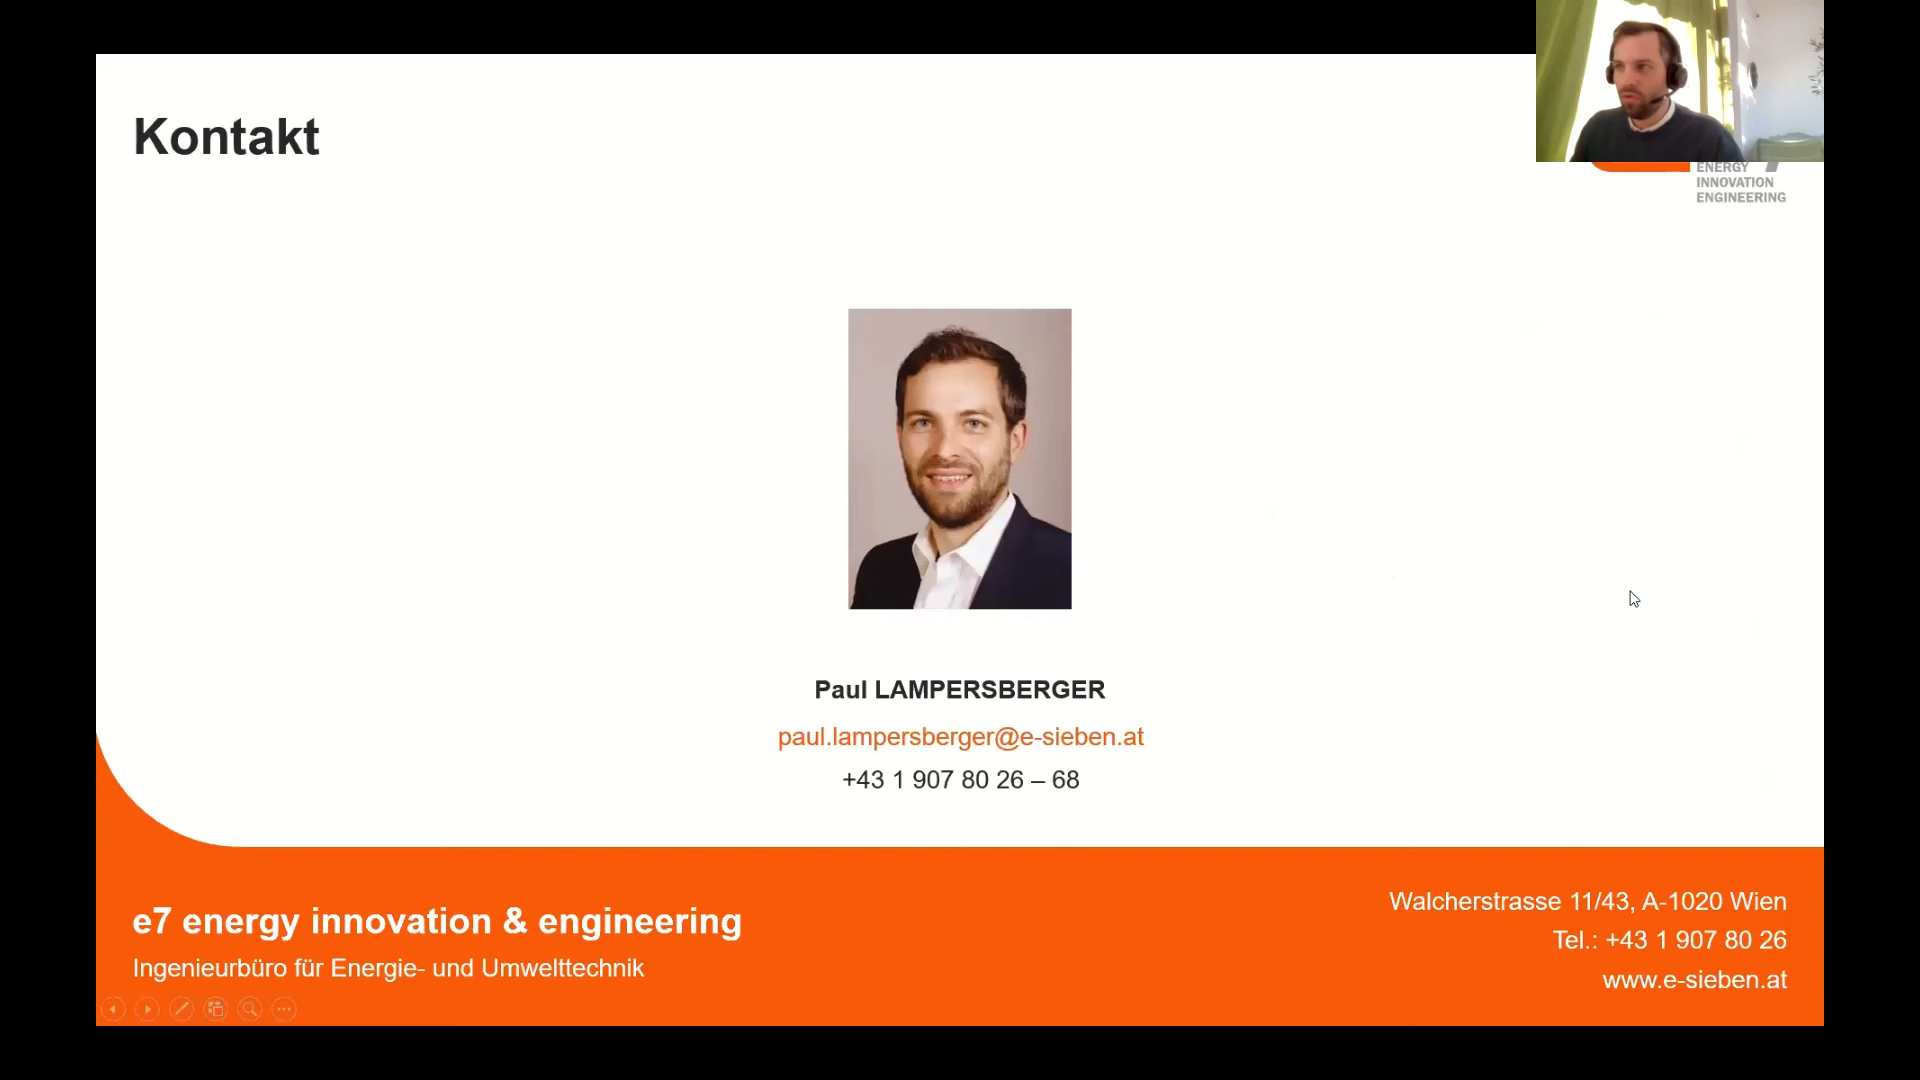 Kontakt
ENERGY
INNOVATION
ENGINEERING
Paul LAMPERSBERGER
paul.lampersberger@e-sieben.at
+43 1 907 80 26 – 68
e7 energy innovation & engineering
Ingenieurbüro für Energie- und Umwelttechnik
Walcherstrasse 11/43, A-1020 Wien
Tel.: +43 1 907 80 26
www.e-sieben.at